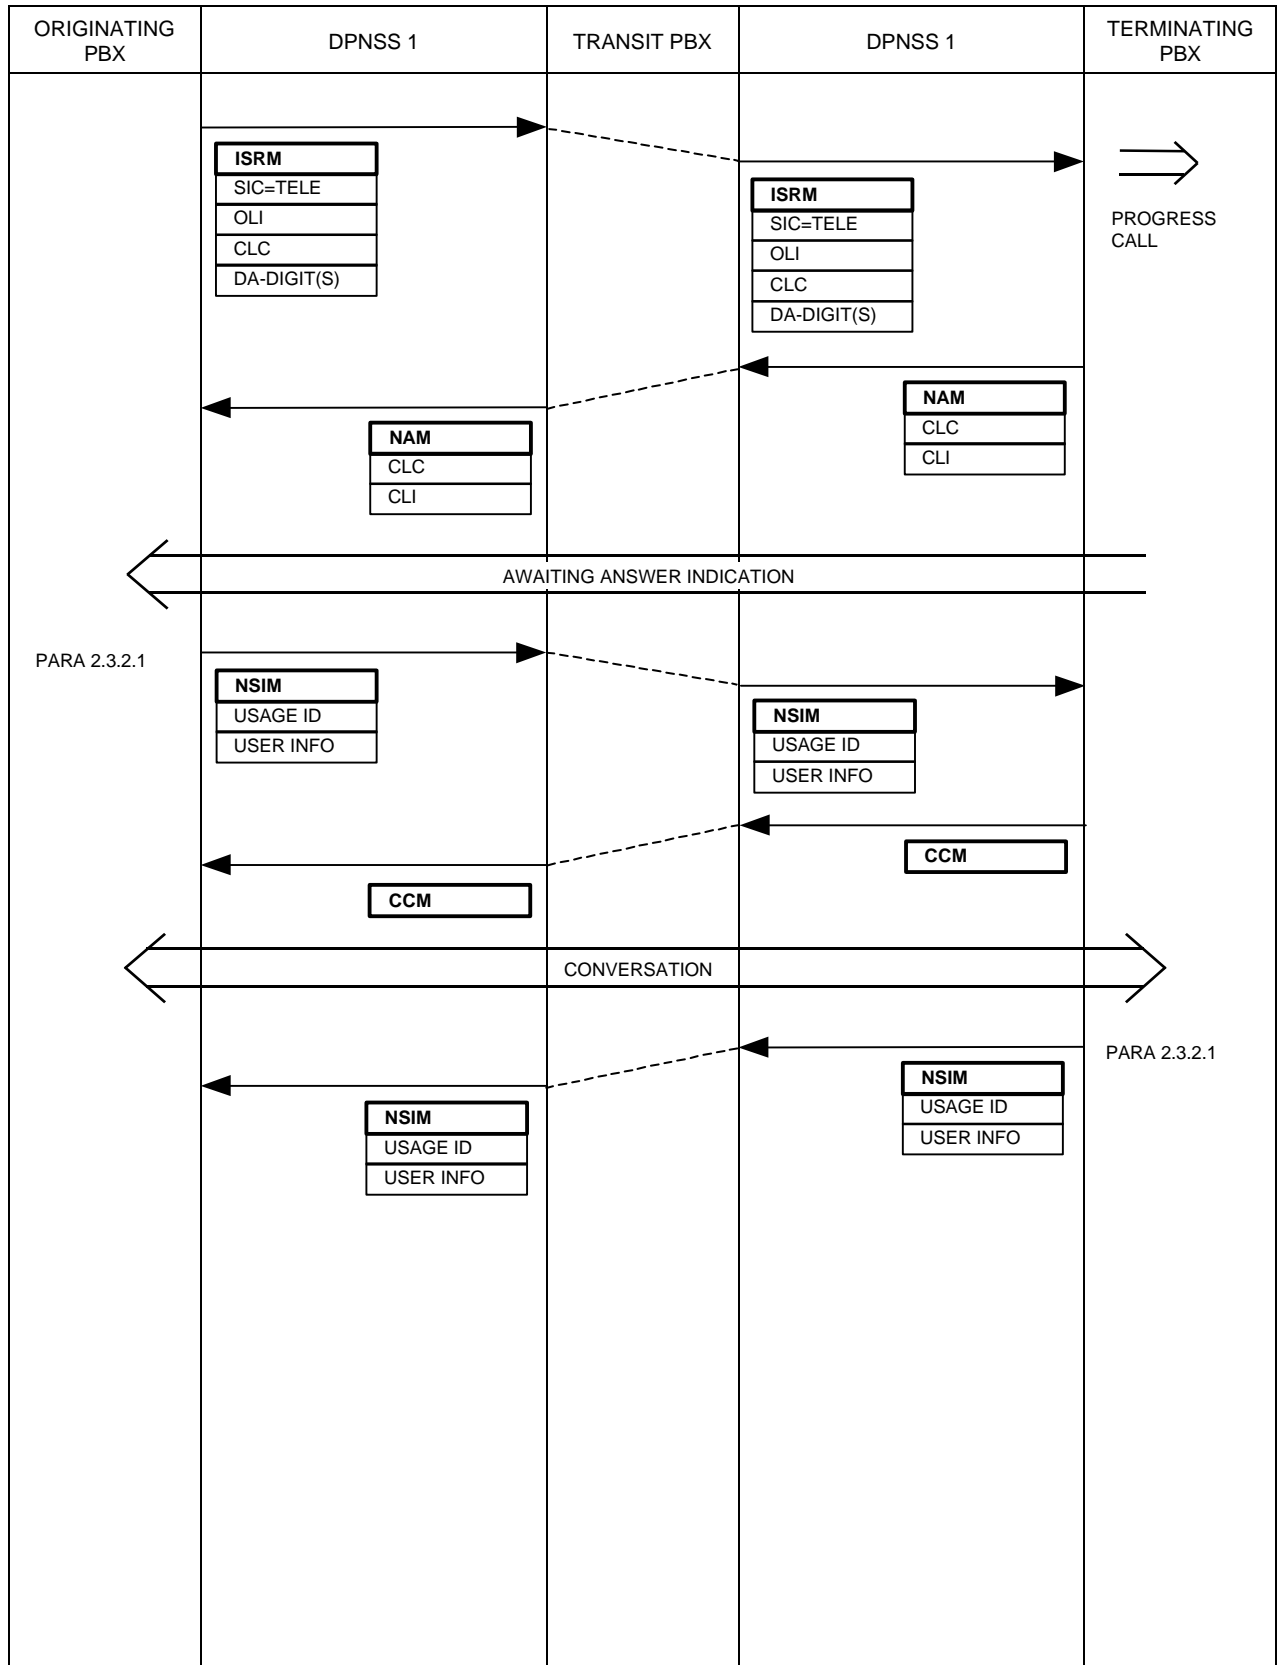 ORIGINATING
PBX
DPNSS 1
TRANSIT PBX
DPNSS 1
TERMINATING
PBX
ISRM
SIC=TELE
OLI
CLC
DA-DIGIT(S)
ISRM
SIC=TELE
OLI
CLC
DA-DIGIT(S)
PROGRESS
CALL
NAM
CLC
CLI
NAM
CLC
CLI
AWAITING ANSWER INDICATION
PARA 2.3.2.1
NSIM
USAGE ID
USER INFO
NSIM
USAGE ID
USER INFO
CCM
CCM
CONVERSATION
PARA 2.3.2.1
NSIM
USAGE ID
USER INFO
NSIM
USAGE ID
USER INFO